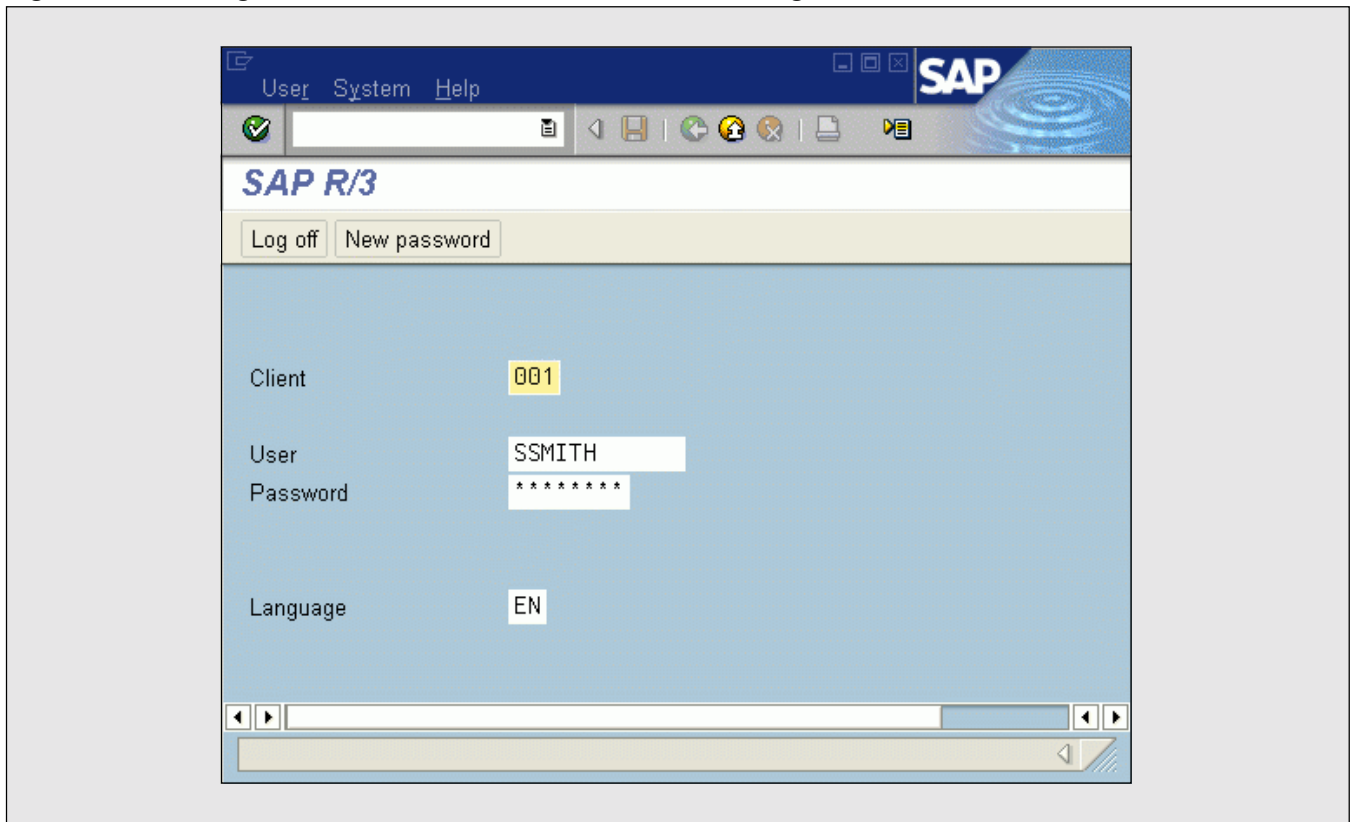 User System Help
SAP
SAP R/3
Log off New password
Client 001
User SSMITH
Password ********
Language EN